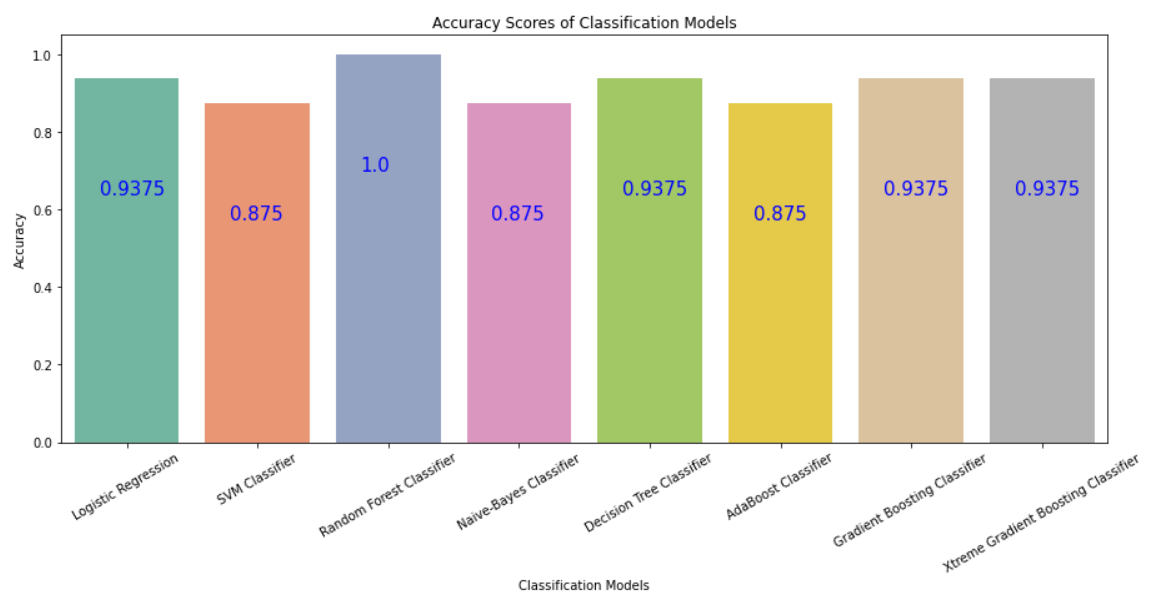 Accuracy Scores of Classification Models
Accuracy
1.0
0.8
0.6
0.4
0.2
0.0
0.9375
0.875
1.0
0.875
0.9375
0.875
0.9375
0.9375
Logistic Regression
SVM Classifier
Random Forest Classifier
Naive-Bayes Classifier
Decision Tree Classifier
AdaBoost Classifier
Gradient Boosting Classifier
Xtreme Gradient Boosting Classifier
Classification Models